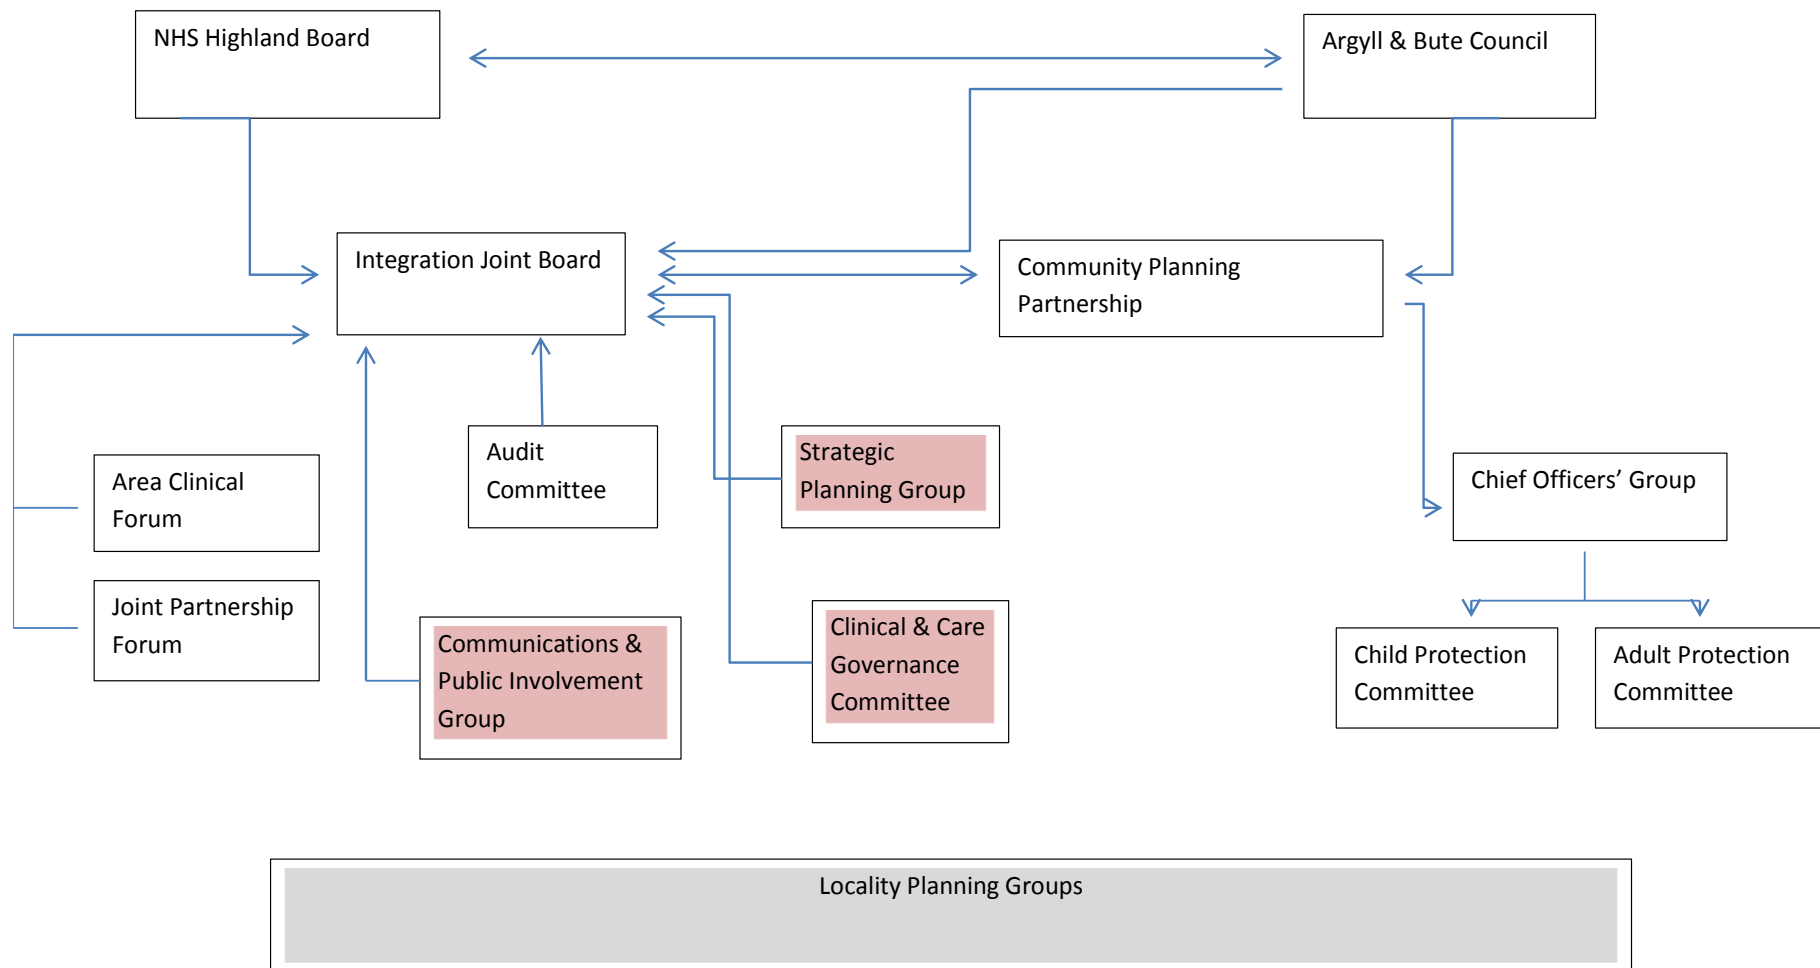 NHS Highland Board
Argyll & Bute Council
Integration Joint Board
Community Planning
Partnership
Audit
Committee
Strategic
Planning Group
Area Clinical
Forum
Chief Officers’ Group
Joint Partnership
Forum
Communications &
Public Involvement
Group
Clinical & Care
Governance
Committee
Child Protection
Committee
Adult Protection
Committee
Locality Planning Groups